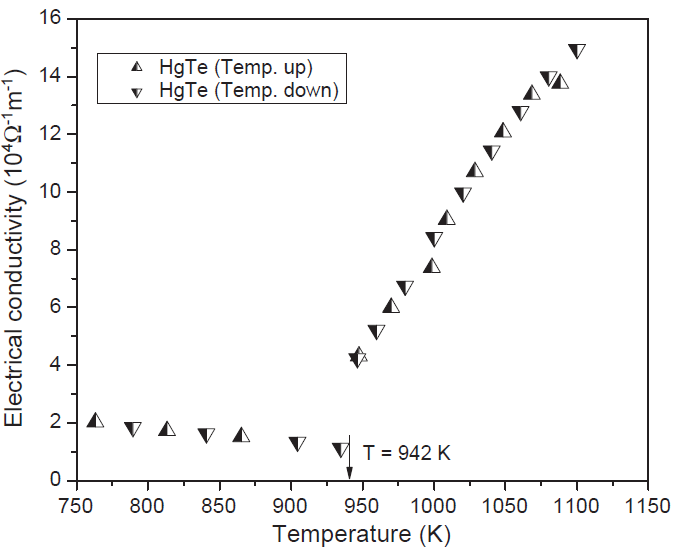 16
14
12
10
8
6
4
2
0
Electrical conductivity (10⁴Ω⁻¹m⁻¹)
HgTe (Temp. up)
HgTe (Temp. down)
T = 942 K
750 800 850 900 950 1000 1050 1100 1150
Temperature (K)